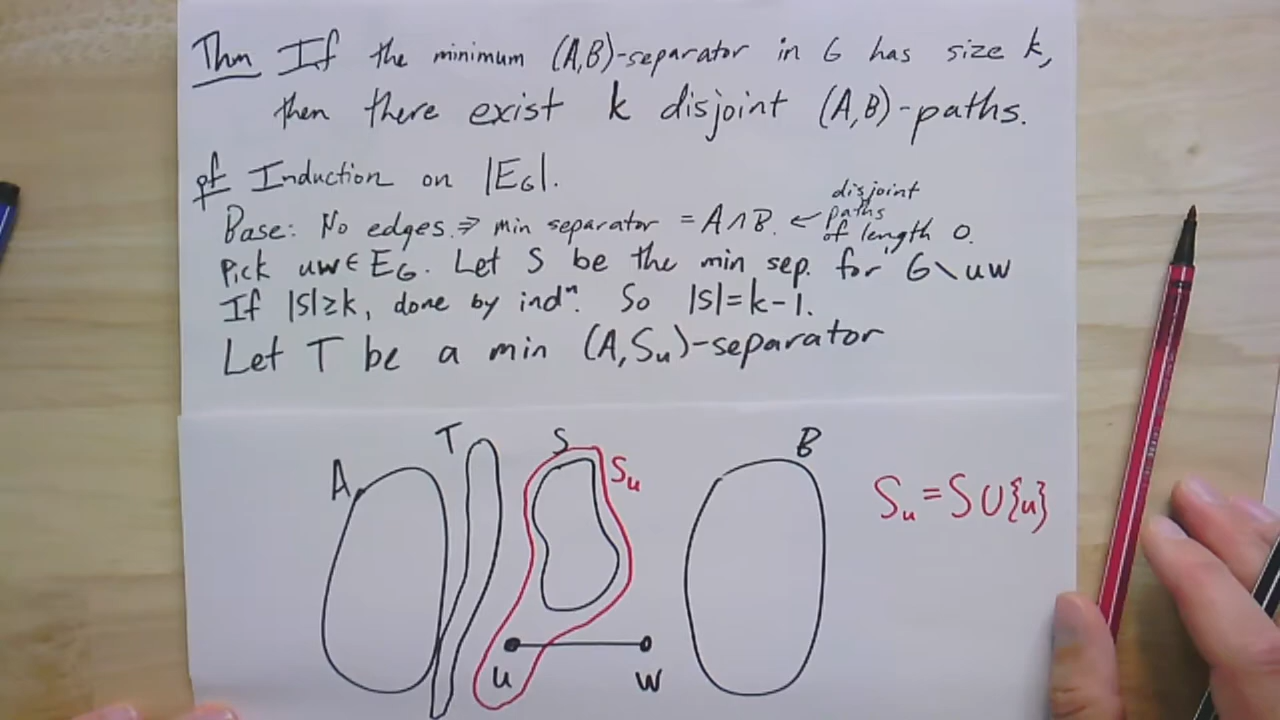 Thm If the minimum (A,B)-separator in G has size k,
then there exist k disjoint (A,B)-paths.
pf Induction on |E_G|.
Base: No edges. ⇒ min separator = A∩B. ← disjoint paths of length 0.
Pick uw ∈ E_G. Let S be the min sep. for G\uw
If |S|≥k, done by indⁿ. So |S|=k-1.
Let T be a min (A,S_u)-separator
A T S S_u B
S_u = S∪{u}
u w